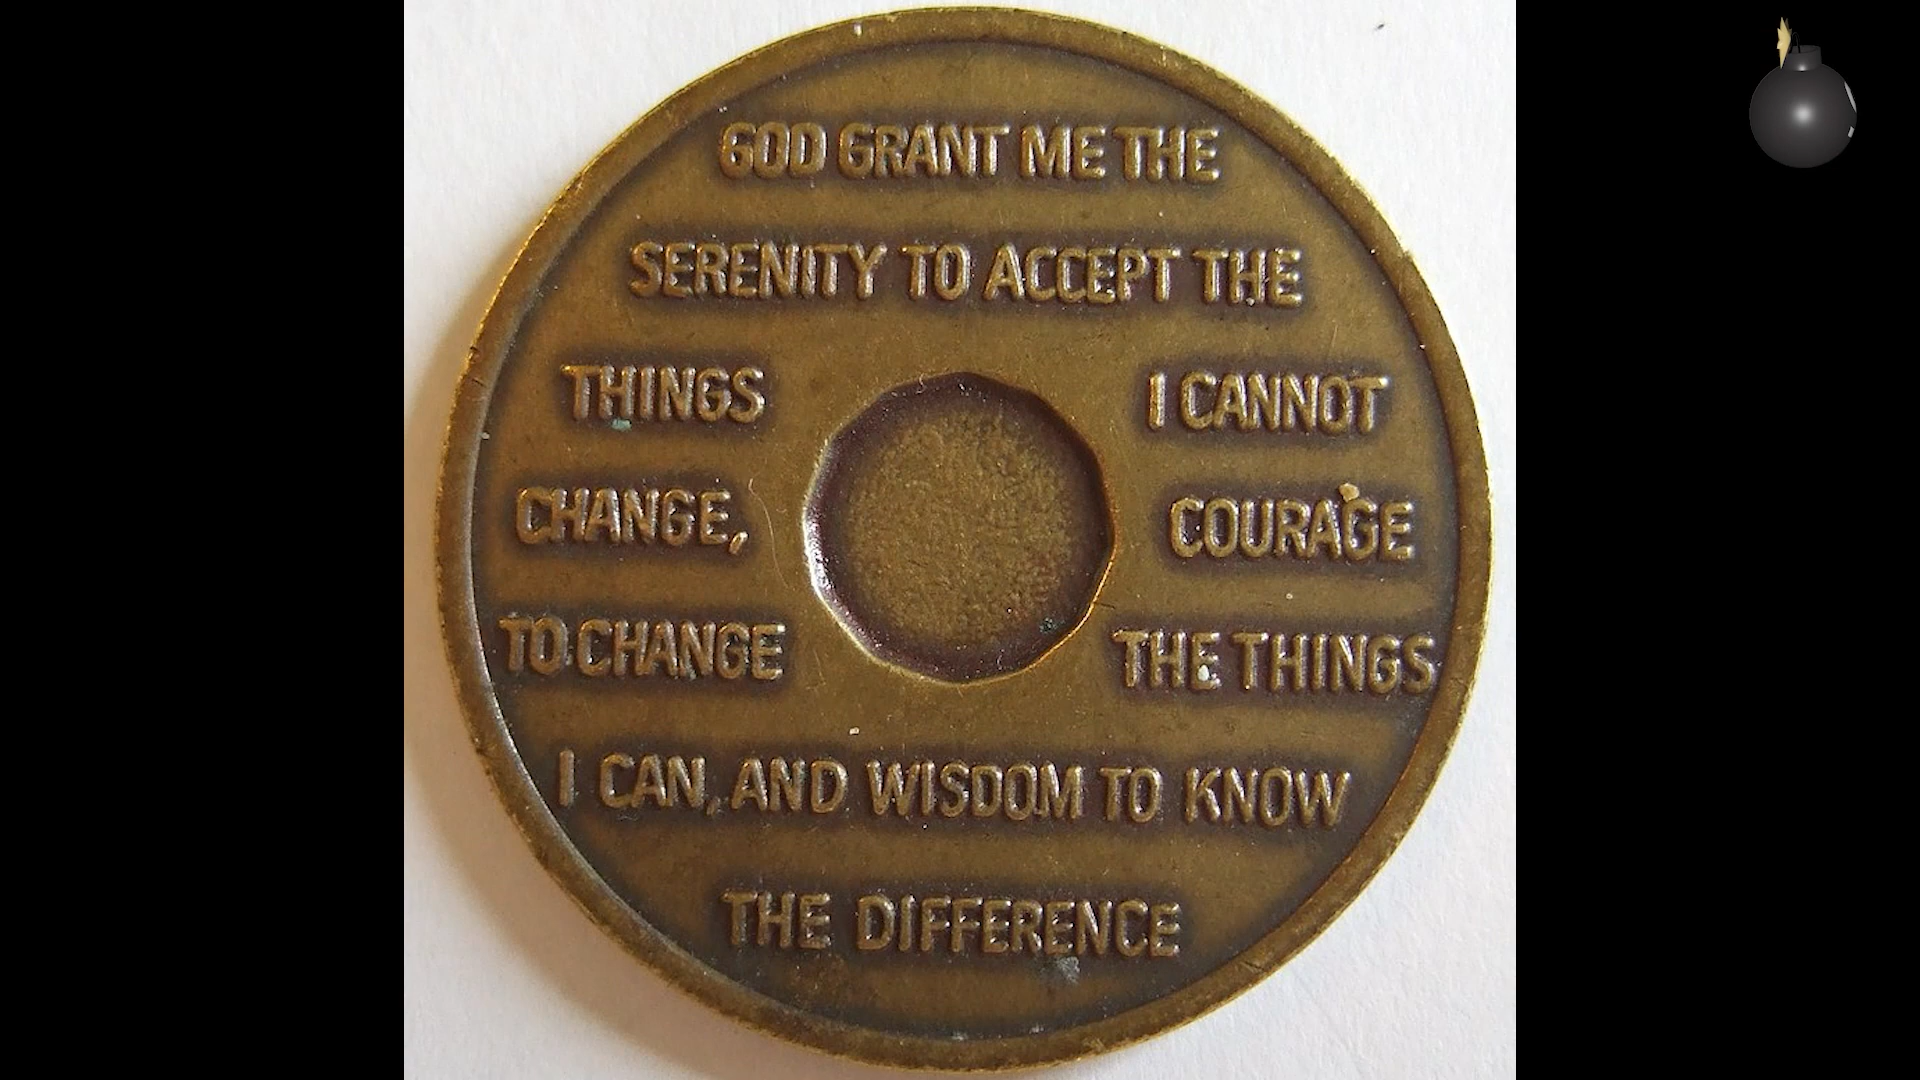 GOD GRANT ME THE
SERENITY TO ACCEPT THE
THINGS I CANNOT
CHANGE, COURAGE
TO CHANGE THE THINGS
I CAN, AND WISDOM TO KNOW
THE DIFFERENCE